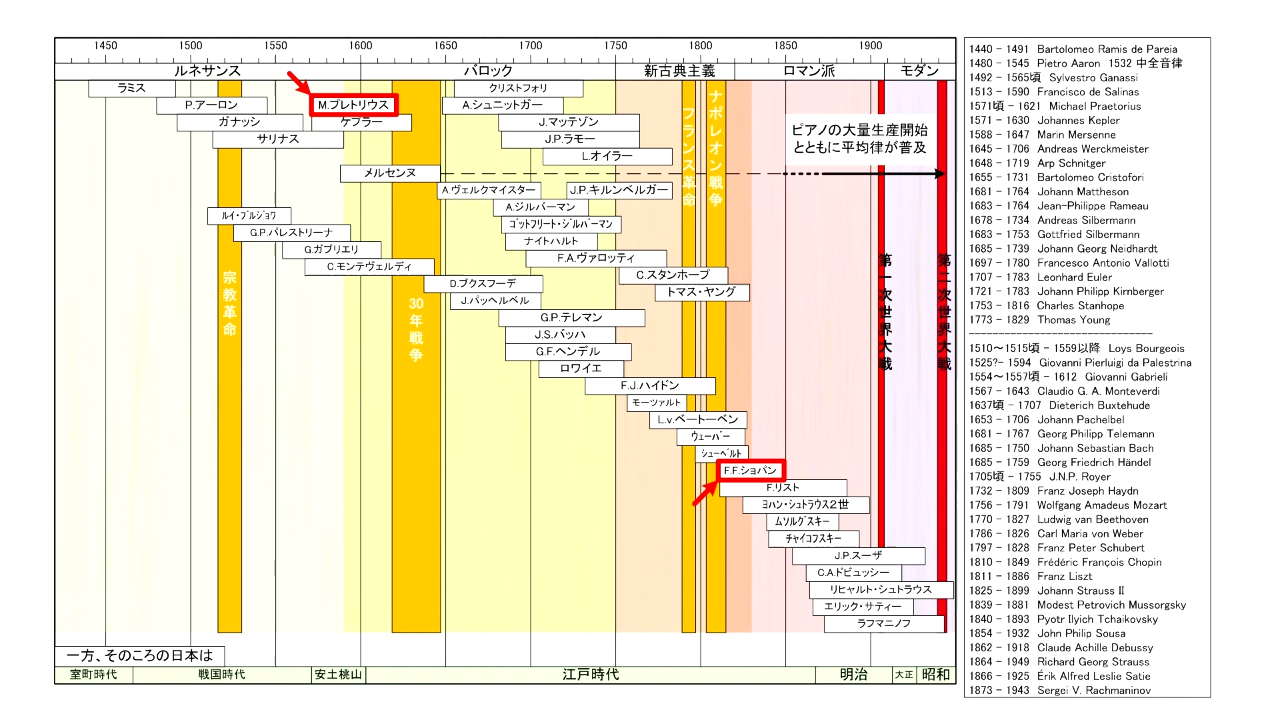 1450 1500 1550 1600 1650 1700 1750 1800 1850 1900
ルネサンス バロック 新古典主義 ロマン派 モダン
ラミス
クリストフォリ
P.アーロン
M.プレトリウス
A.シュニットガー
ガナッシ
ケプラー
J.マッテゾン
サリナス
J.P.ラモー
L.オイラー
ピアノの大量生産開始
とともに平均律が普及
メルセンヌ
A.ヴェルクマイスター
J.P.キルンベルガー
A.ジルバーマン
ルイ・ブルジョワ
ゴットフリート・ジルバーマン
G.P.パレストリーナ
ナイトハルト
G.ガブリエリ
F.A.ヴァロッティ
C.モンテヴェルディ
C.スタンホープ
D.ブクスフーデ
トマス・ヤング
J.パッヘルベル
G.P.テレマン
J.S.バッハ
G.F.ヘンデル
ロワイエ
F.J.ハイドン
モーツァルト
L.v.ベートーベン
ウェーバー
シューベルト
F.F.ショパン
F.リスト
ヨハン・シュトラウス2世
ムソルグスキー
チャイコフスキー
J.P.スーザ
C.A.ドビュッシー
リヒャルト・シュトラウス
エリック・サティー
ラフマニノフ
宗教革命
30年戦争
フランス革命
ナポレオン戦争
第一次世界大戦
第二次世界大戦
一方、そのころの日本は
室町時代 戦国時代 安土桃山 江戸時代 明治 大正 昭和
1440 - 1491 Bartolomeo Ramis de Pareia
1480 - 1545 Pietro Aaron 1532 中全音律
1492 - 1565頃 Sylvestro Ganassi
1513 - 1590 Francisco de Salinas
1571頃 - 1621 Michael Praetorius
1571 - 1630 Johannes Kepler
1588 - 1647 Marin Mersenne
1645 - 1706 Andreas Werckmeister
1648 - 1719 Arp Schnitger
1655 - 1731 Bartolomeo Cristofori
1681 - 1764 Johann Mattheson
1683 - 1764 Jean-Philippe Rameau
1678 - 1734 Andreas Silbermann
1683 - 1753 Gottfried Silbermann
1685 - 1739 Johann Georg Neidhardt
1697 - 1780 Francesco Antonio Vallotti
1707 - 1783 Leonhard Euler
1721 - 1783 Johann Philipp Kirnberger
1753 - 1816 Charles Stanhope
1773 - 1829 Thomas Young
1510～1515頃 - 1559以降 Loys Bourgeois
1525?- 1594 Giovanni Pierluigi da Palestrina
1554～1557頃 - 1612 Giovanni Gabrieli
1567 - 1643 Claudio G. A. Monteverdi
1637頃 - 1707 Dieterich Buxtehude
1653 - 1706 Johann Pachelbel
1681 - 1767 Georg Philipp Telemann
1685 - 1750 Johann Sebastian Bach
1685 - 1759 Georg Friedrich Händel
1705頃 - 1755 J.N.P. Royer
1732 - 1809 Franz Joseph Haydn
1756 - 1791 Wolfgang Amadeus Mozart
1770 - 1827 Ludwig van Beethoven
1786 - 1826 Carl Maria von Weber
1797 - 1828 Franz Peter Schubert
1810 - 1849 Frédéric François Chopin
1811 - 1886 Franz Liszt
1825 - 1899 Johann Strauss II
1839 - 1881 Modest Petrovich Mussorgsky
1840 - 1893 Pyotr Ilyich Tchaikovsky
1854 - 1932 John Philip Sousa
1862 - 1918 Claude Achille Debussy
1864 - 1949 Richard Georg Strauss
1866 - 1925 Érik Alfred Leslie Satie
1873 - 1943 Sergei V. Rachmaninov